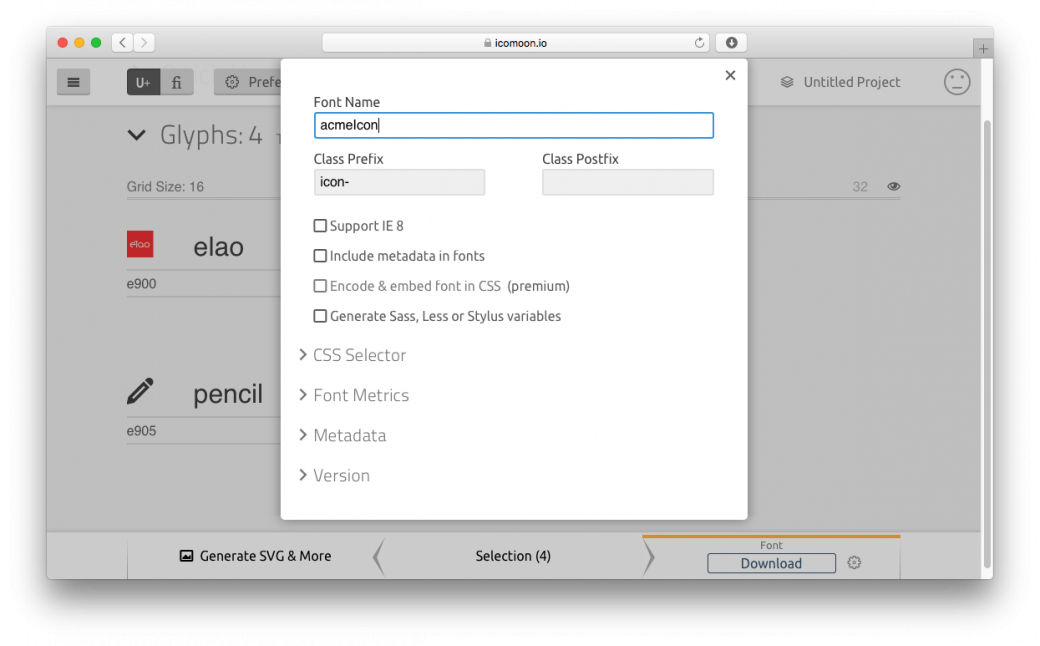 icomoon.io
U+ fi Prefe Untitled Project
Font Name
acmeIcon
Glyphs: 4
Class Prefix Class Postfix
icon-
Grid Size: 16 32
Support IE 8
elao elao
Include metadata in fonts
e900
Encode & embed font in CSS (premium)
Generate Sass, Less or Stylus variables
CSS Selector
pencil
Font Metrics
e905
Metadata
Version
Generate SVG & More
Selection (4)
Font
Download